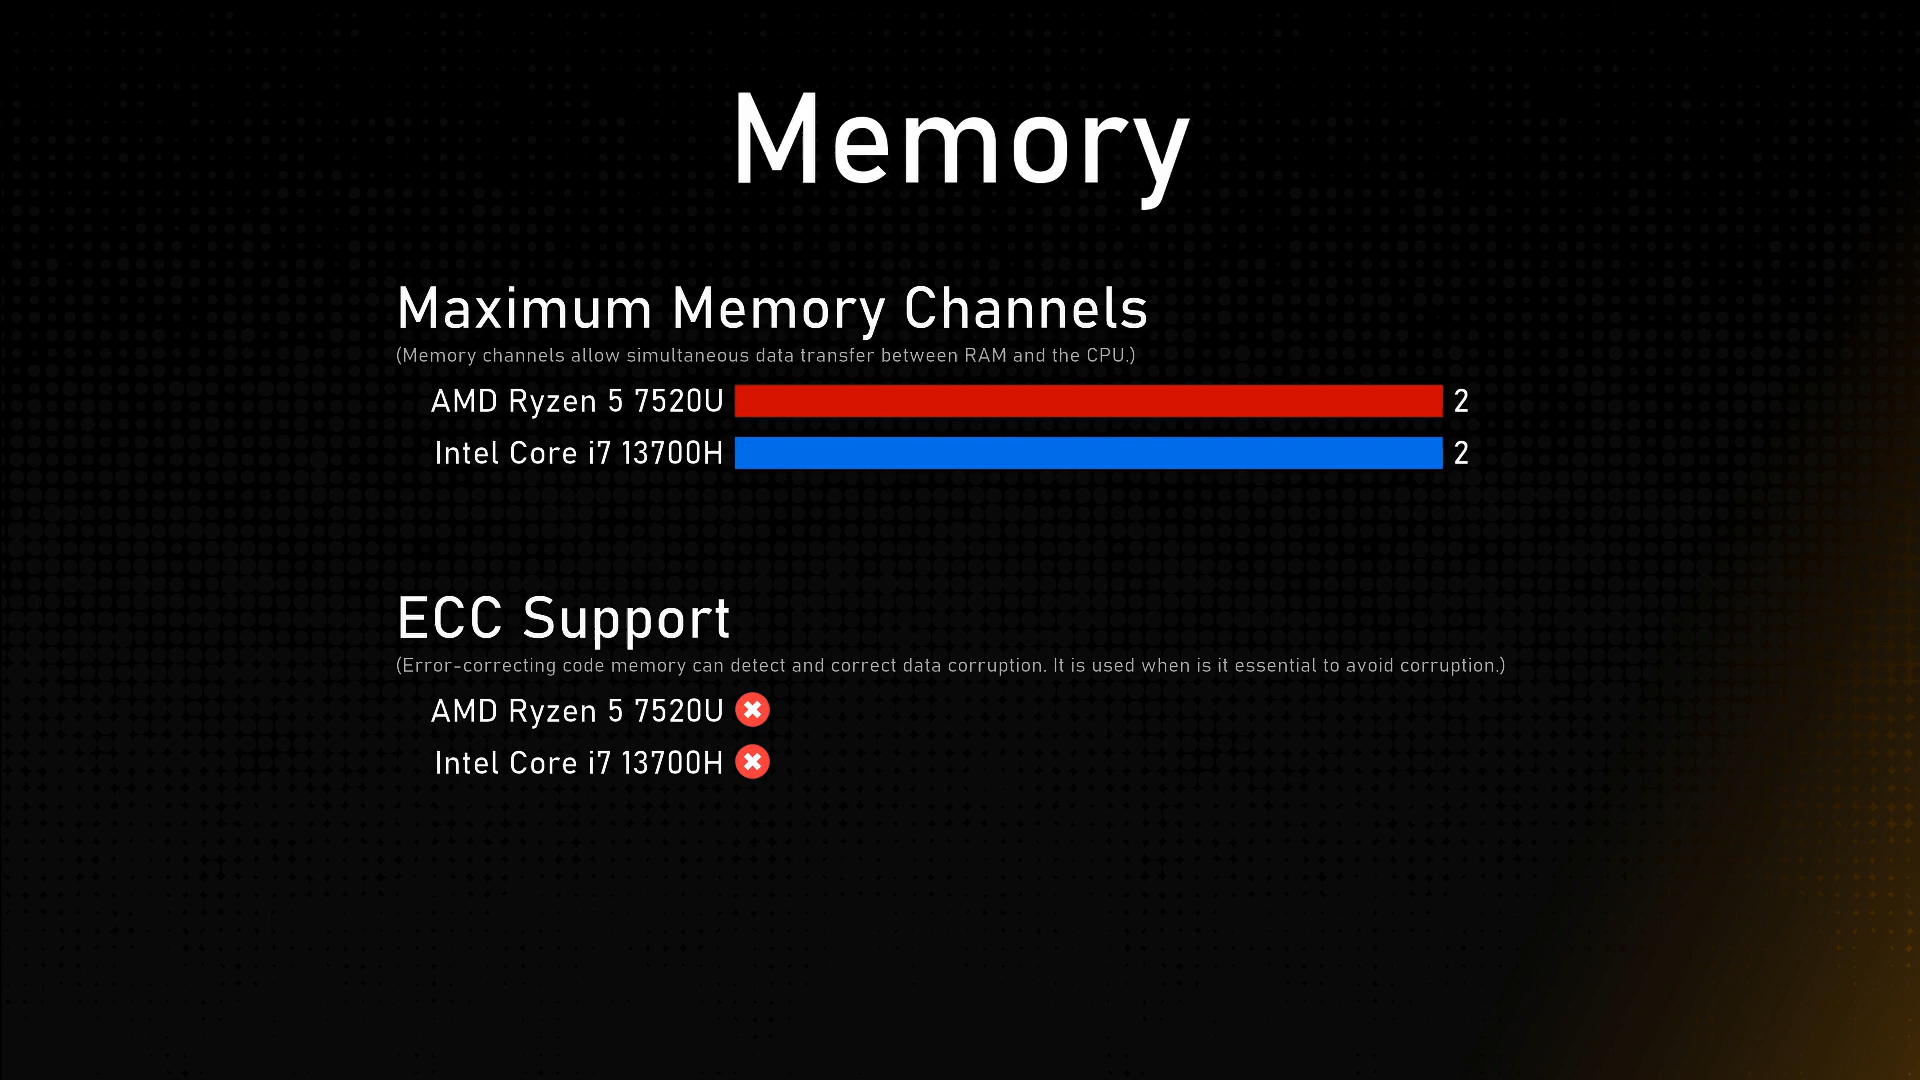 Memory
Maximum Memory Channels
(Memory channels allow simultaneous data transfer between RAM and the CPU.)
AMD Ryzen 5 7520U 2
Intel Core i7 13700H 2
ECC Support
(Error-correcting code memory can detect and correct data corruption. It is used when is it essential to avoid corruption.)
AMD Ryzen 5 7520U
Intel Core i7 13700H